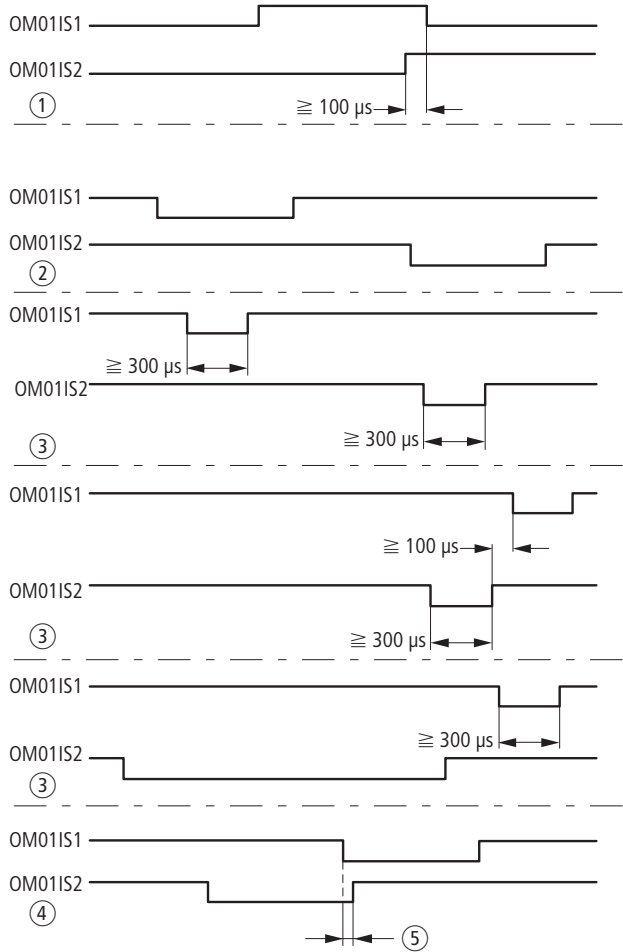 OM01IS1
OM01IS2
① ≧ 100 µs
OM01IS1
OM01IS2
②
OM01IS1
≧ 300 µs
OM01IS2
≧ 300 µs
③
OM01IS1
≧ 100 µs
OM01IS2
③
≧ 300 µs
OM01IS1
≧ 300 µs
OM01IS2
③
OM01IS1
OM01IS2
④
⑤